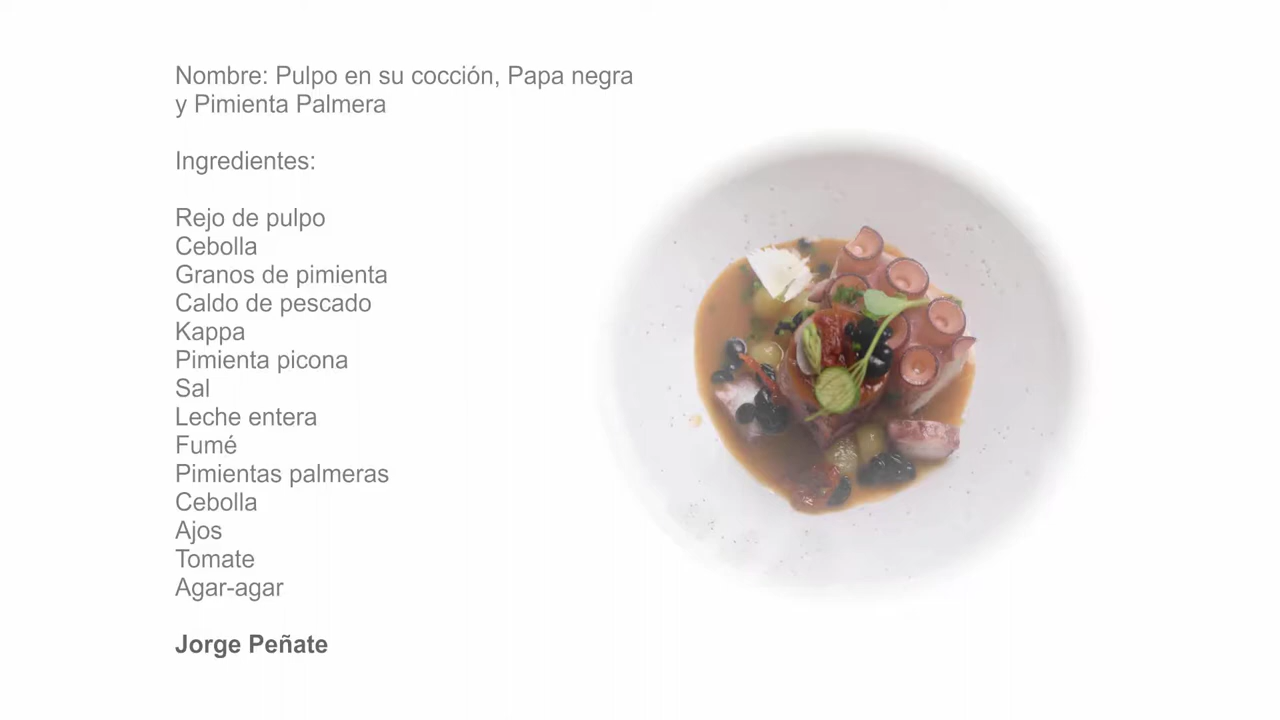 Nombre: Pulpo en su cocción, Papa negra
y Pimienta Palmera
Ingredientes:
Rejo de pulpo
Cebolla
Granos de pimienta
Caldo de pescado
Kappa
Pimienta picona
Sal
Leche entera
Fumé
Pimientas palmeras
Cebolla
Ajos
Tomate
Agar-agar
Jorge Peñate